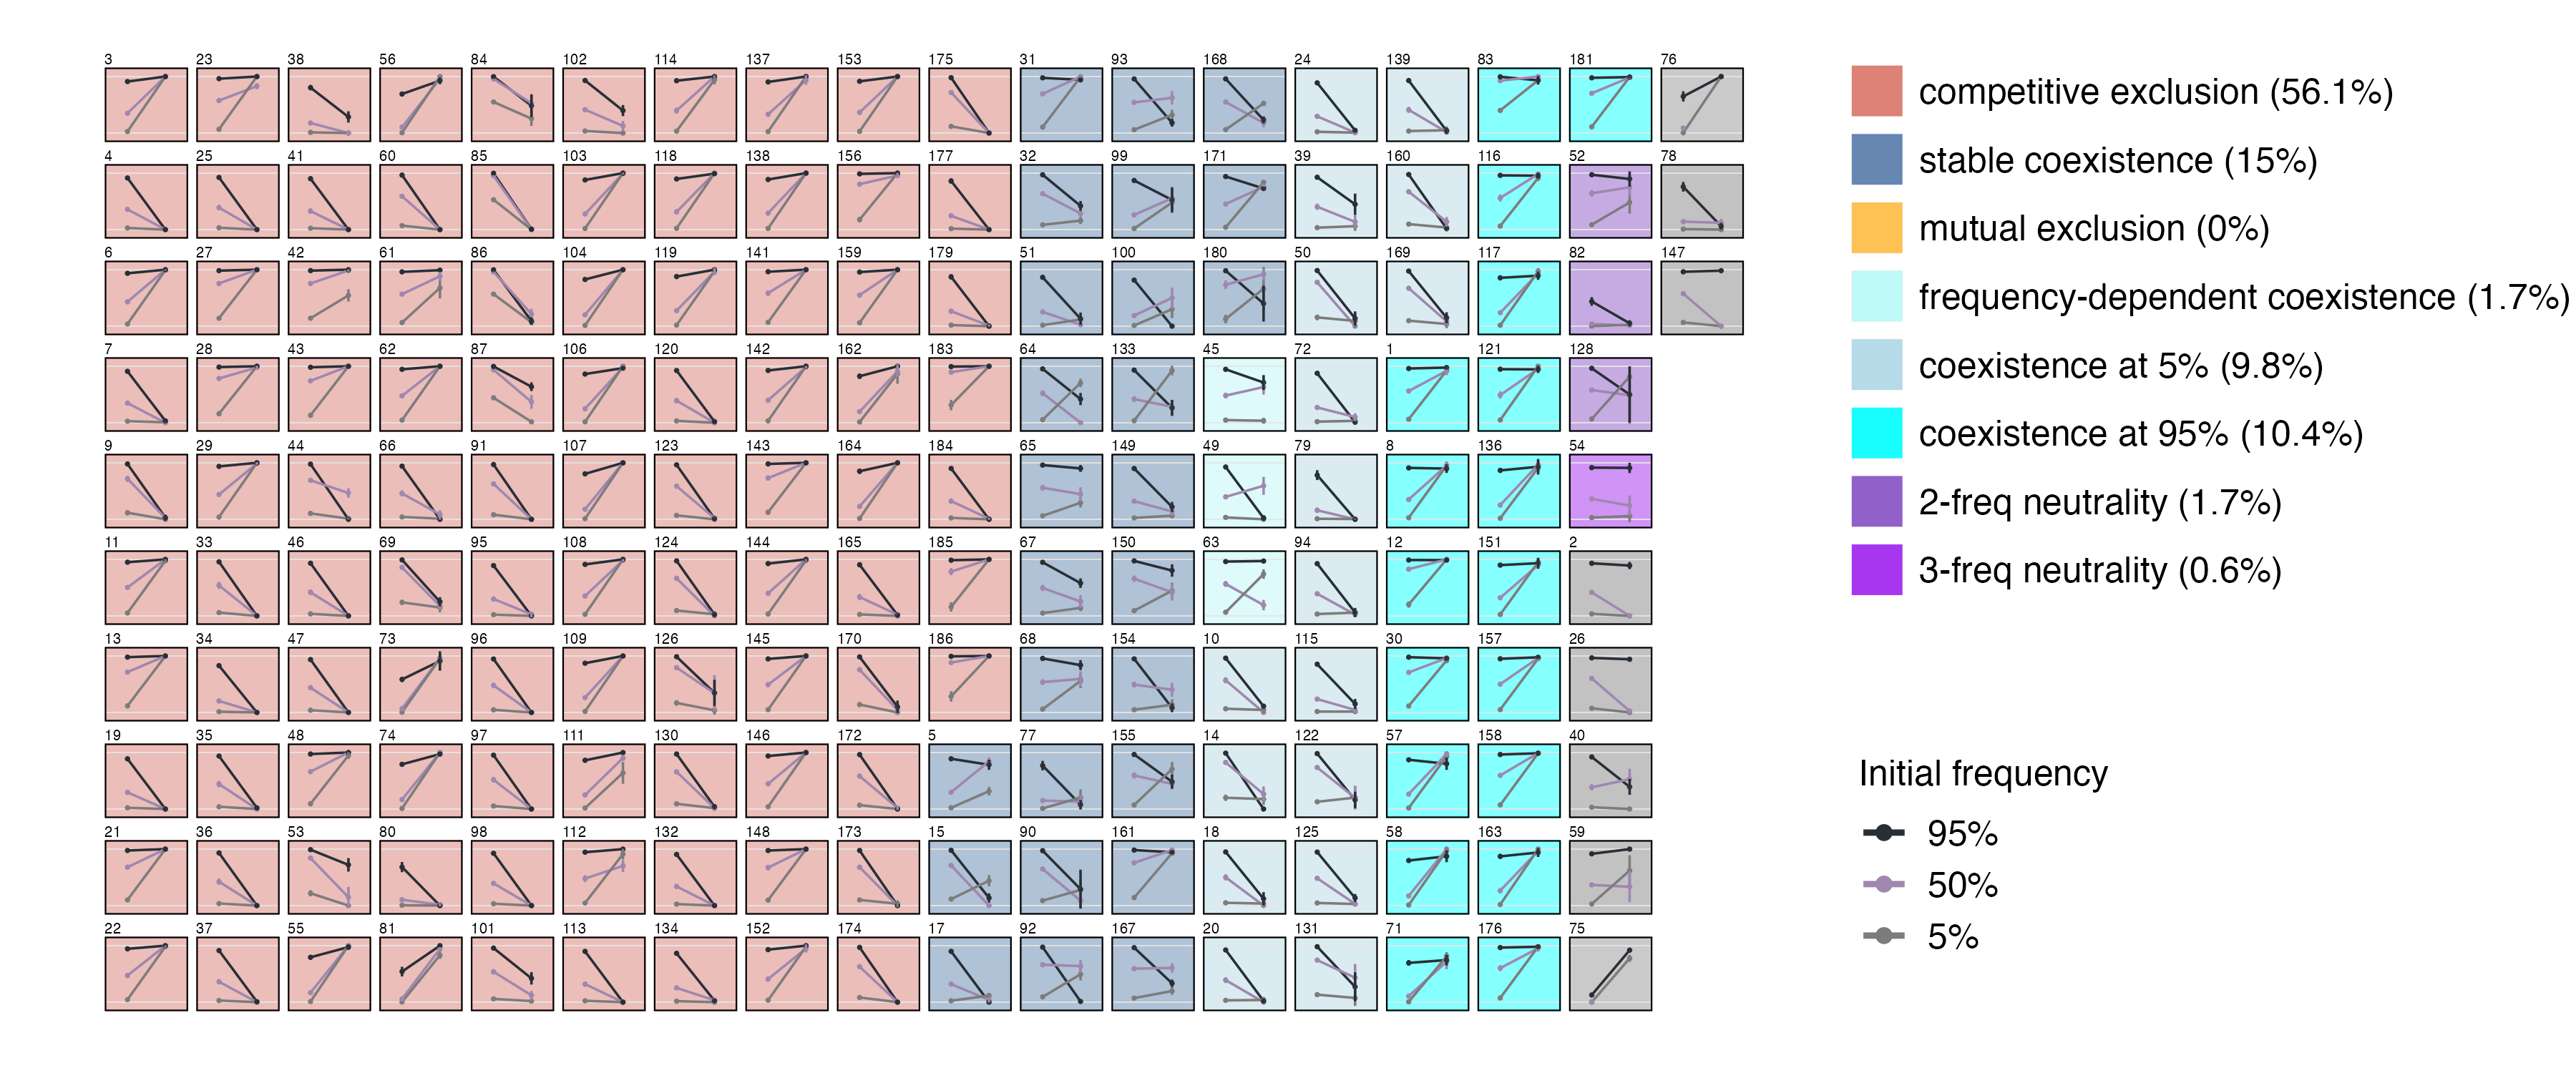 3 23 38 56 84 102 114 137 153 175 31 93 168 24 139 83 181 76
4 25 41 60 85 103 118 138 156 177 32 99 171 39 160 116 52 78
6 27 42 61 86 104 119 141 159 179 51 100 180 50 169 117 82 147
7 28 43 62 87 106 120 142 162 183 64 133 45 72 1 121 128
9 29 44 66 91 107 123 143 164 184 65 149 49 79 8 136 54
11 33 46 69 95 108 124 144 165 185 67 150 63 94 12 151 2
13 34 47 73 96 109 126 145 170 186 68 154 10 115 30 157 26
19 35 48 74 97 111 130 146 172 5 77 155 14 122 57 158 40
21 36 53 80 98 112 132 148 173 15 90 161 18 125 58 163 59
22 37 55 81 101 113 134 152 174 17 92 167 20 131 71 176 75
competitive exclusion (56.1%)
stable coexistence (15%)
mutual exclusion (0%)
frequency-dependent coexistence (1.7%)
coexistence at 5% (9.8%)
coexistence at 95% (10.4%)
2-freq neutrality (1.7%)
3-freq neutrality (0.6%)
Initial frequency
95%
50%
5%